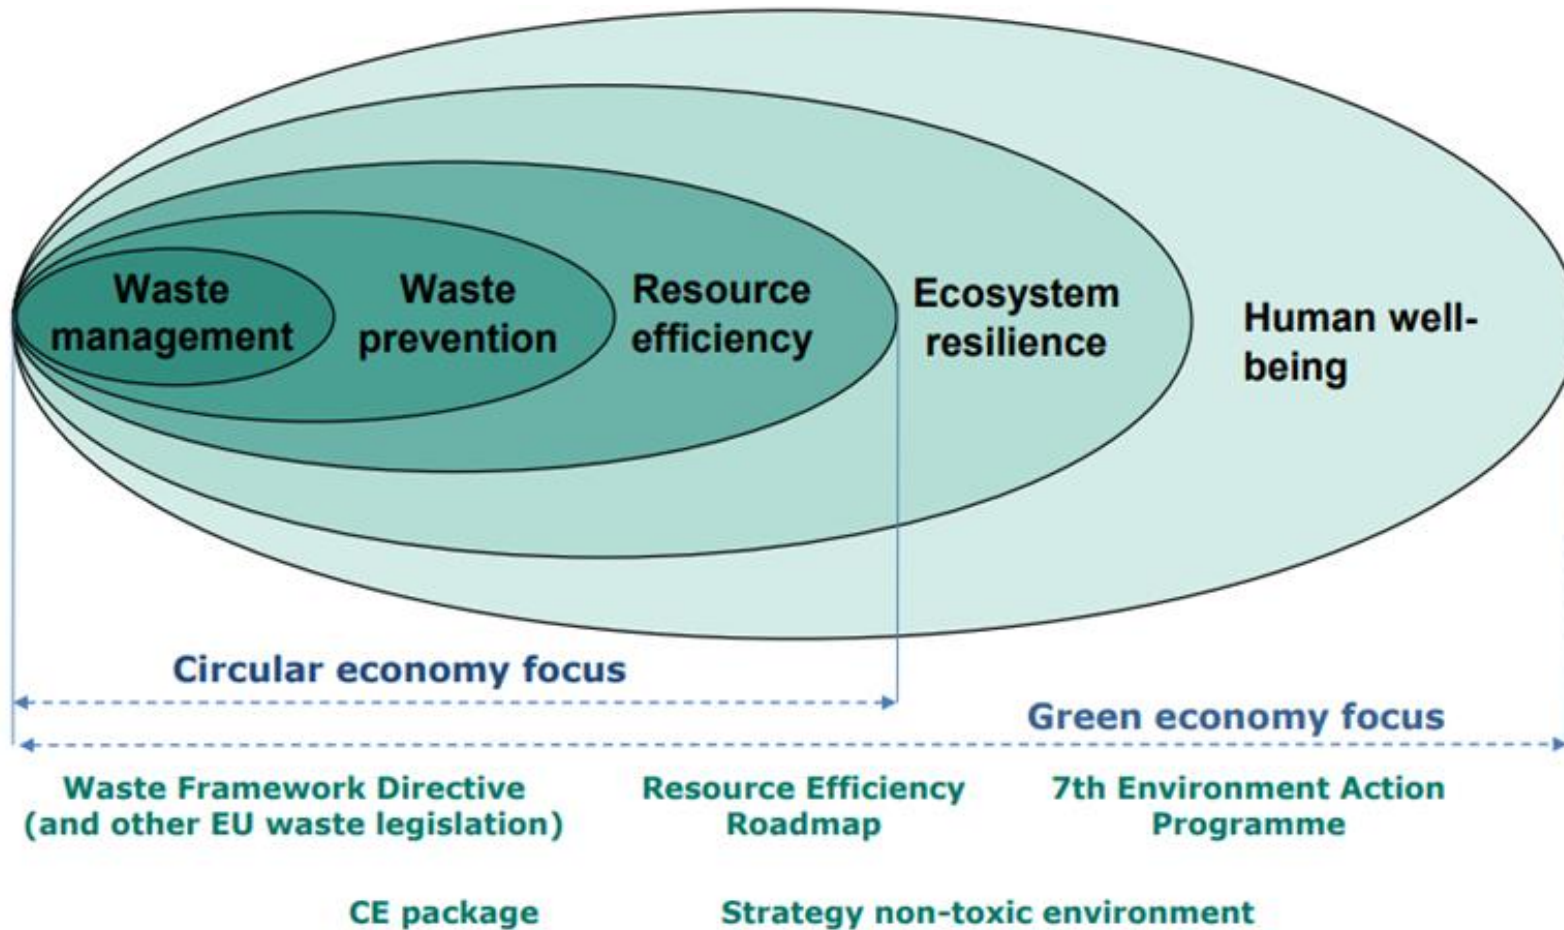 Waste
management
Waste
prevention
Resource
efficiency
Ecosystem
resilience
Human well-
being
Circular economy focus
Green economy focus
Waste Framework Directive
(and other EU waste legislation)
Resource Efficiency
Roadmap
7th Environment Action
Programme
CE package
Strategy non-toxic environment